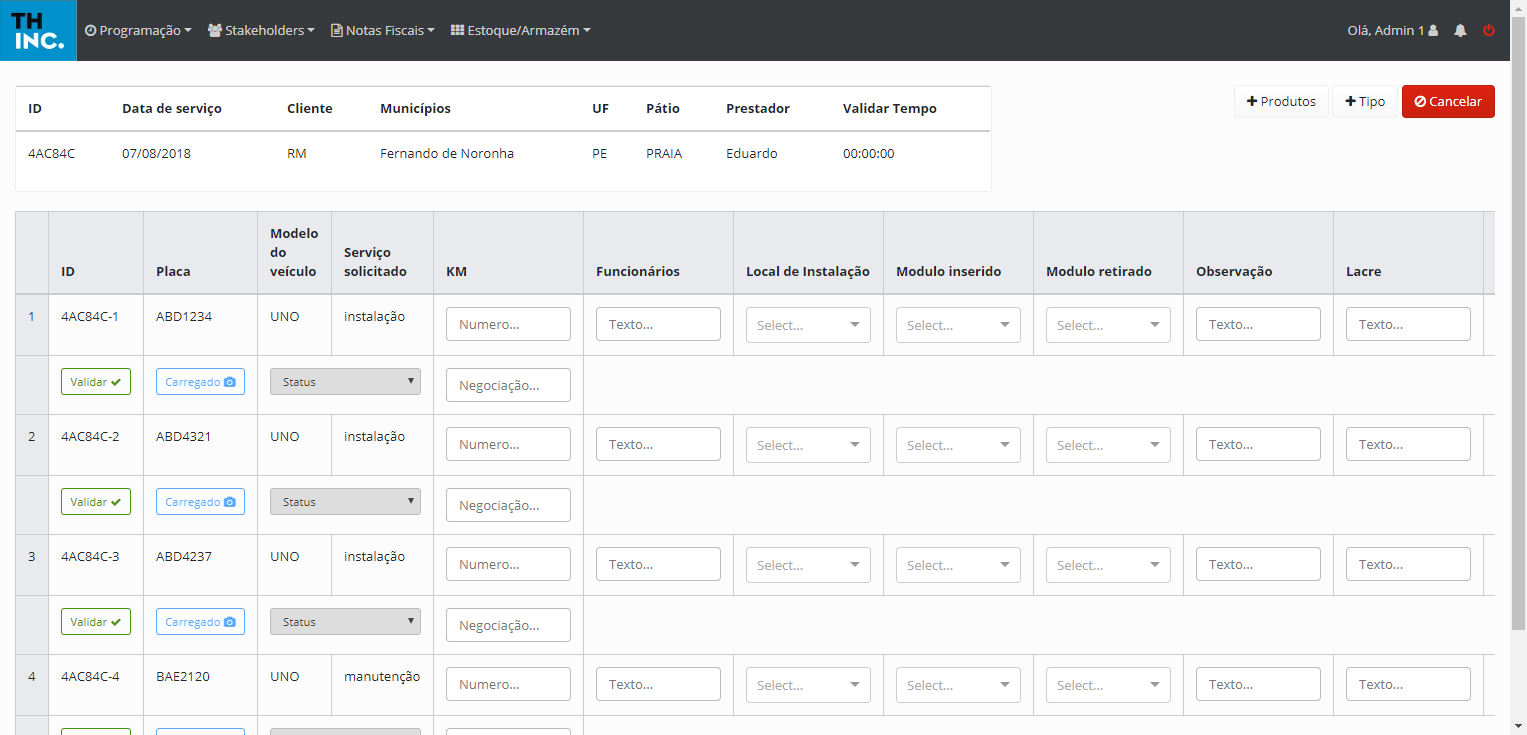 TH
INC.
Programação Stakeholders Notas Fiscais Estoque/Armazém Olá, Admin 1
ID Data de serviço Cliente Municípios UF Pátio Prestador Validar Tempo
4AC84C 07/08/2018 RM Fernando de Noronha PE PRAIA Eduardo 00:00:00
Produtos Tipo Cancelar
ID Placa Modelo do veículo Serviço solicitado KM Funcionários Local de Instalação Modulo inserido Modulo retirado Observação Lacre
1 4AC84C-1 ABD1234 UNO instalação Numero... Texto... Select... Select... Select... Texto... Texto...
Validar Carregado Status Negociação...
2 4AC84C-2 ABD4321 UNO instalação Numero... Texto... Select... Select... Select... Texto... Texto...
Validar Carregado Status Negociação...
3 4AC84C-3 ABD4237 UNO instalação Numero... Texto... Select... Select... Select... Texto... Texto...
Validar Carregado Status Negociação...
4 4AC84C-4 BAE2120 UNO manutenção Numero... Texto... Select... Select... Select... Texto... Texto...